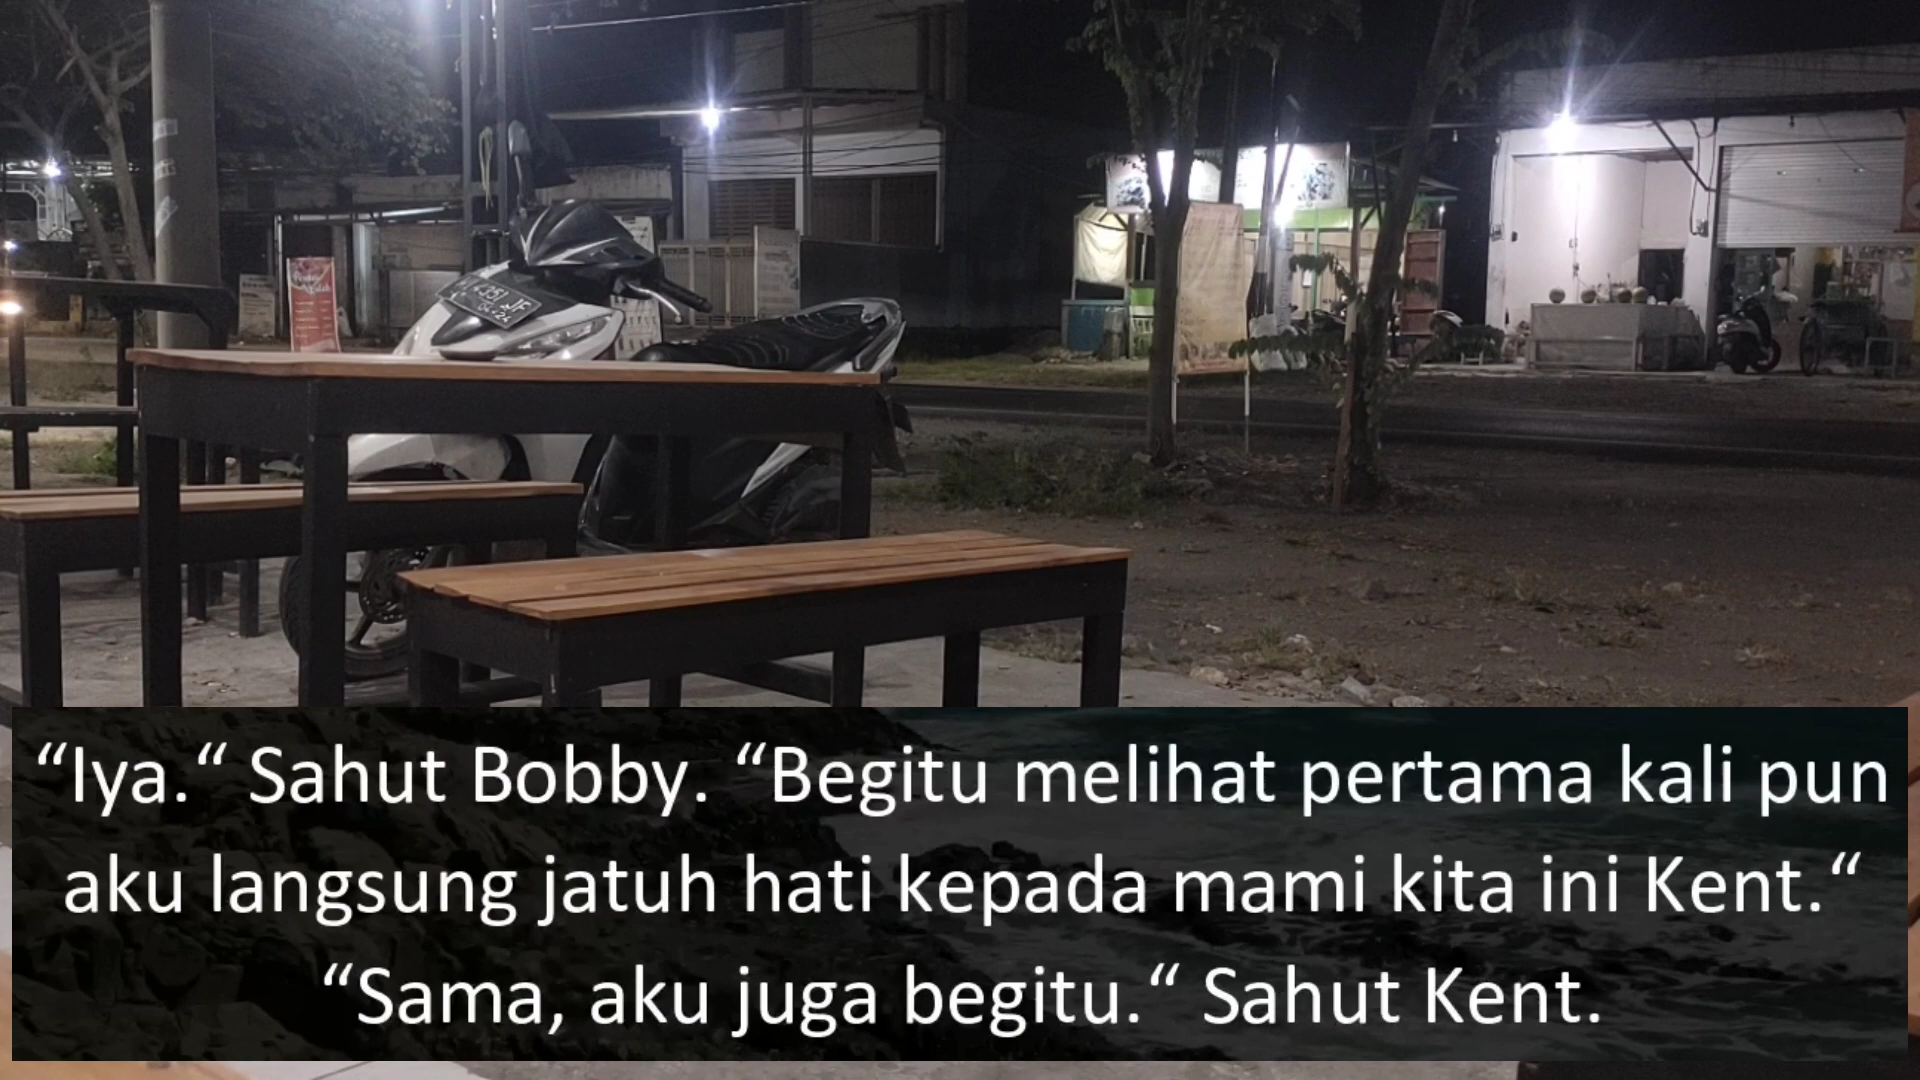 “Iya.“ Sahut Bobby. “Begitu melihat pertama kali pun
aku langsung jatuh hati kepada mami kita ini Kent.“
“Sama, aku juga begitu.“ Sahut Kent.